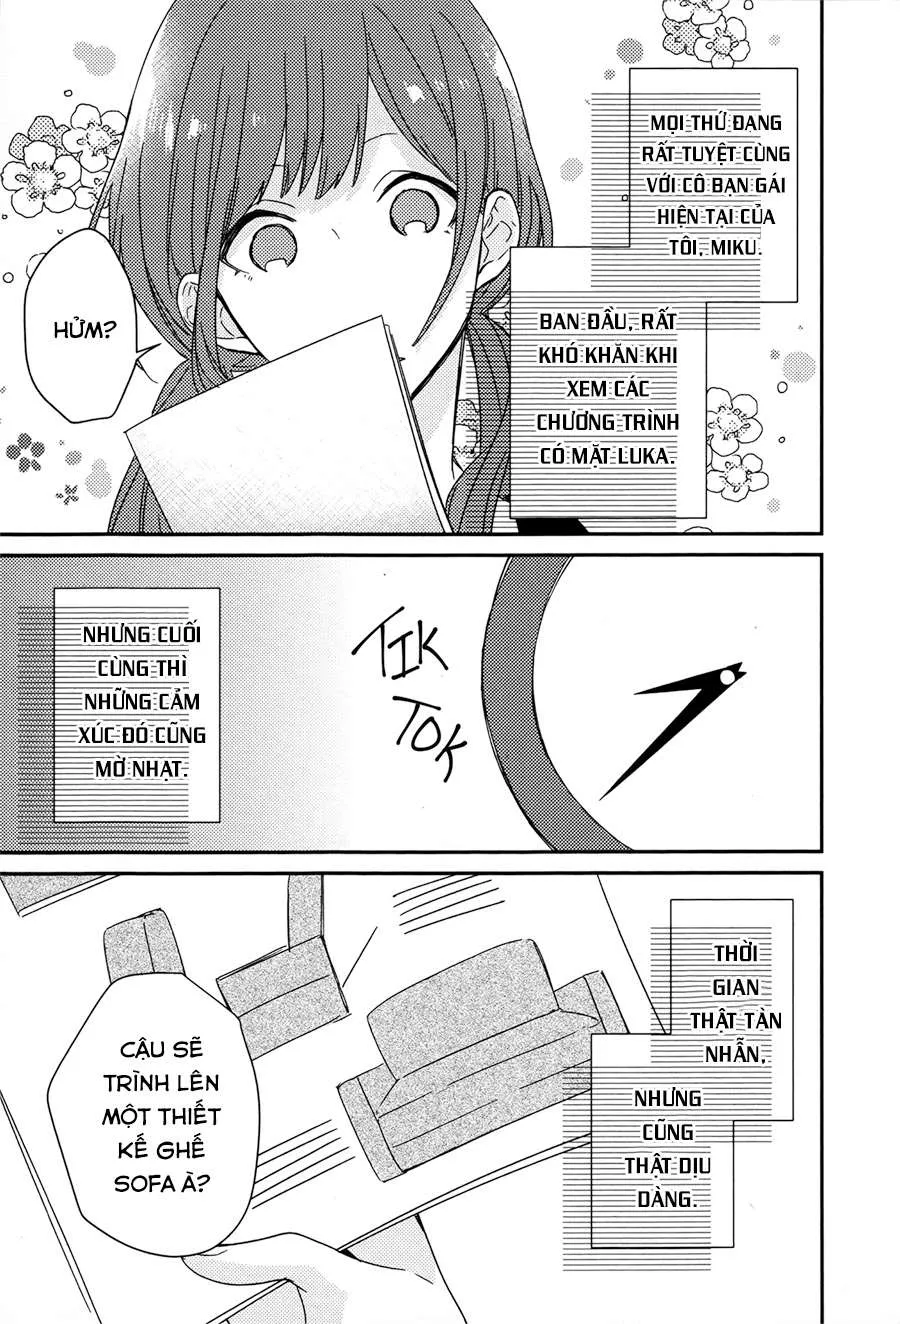 MỌI THỨ ĐANG
RẤT TUYỆT CÙNG
VỚI CÔ BẠN GÁI
HIỆN TẠI CỦA
TÔI, MIKU.
BAN ĐẦU, RẤT
KHÓ KHĂN KHI
XEM CÁC
CHƯƠNG TRÌNH
CÓ MẶT LUKA.
HỬM?
NHƯNG CUỐI
CÙNG THÌ
NHỮNG CẢM
XÚC ĐÓ CŨNG
MỜ NHẠT.
TIK
TOK
THỜI
GIAN
THẬT TÀN
NHẪN,
NHƯNG
CŨNG
THẬT DỊU
DÀNG.
CẬU SẼ
TRÌNH LÊN
MỘT THIẾT
KẾ GHẾ
SOFA À?